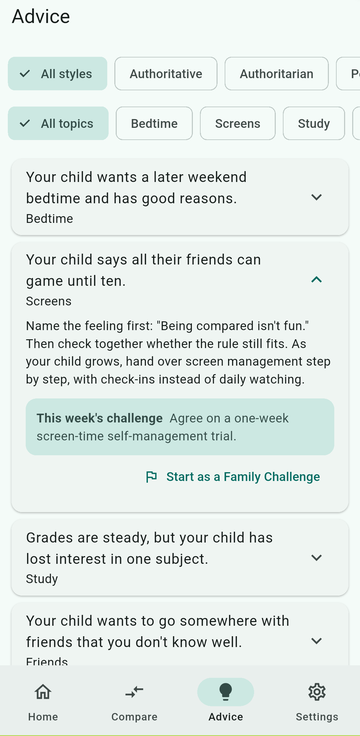 Advice
All styles
Authoritative
Authoritarian
All topics
Bedtime
Screens
Study
Your child wants a later weekend
bedtime and has good reasons.
Bedtime
Your child says all their friends can
game until ten.
Screens
Name the feeling first: "Being compared isn't fun."
Then check together whether the rule still fits. As
your child grows, hand over screen management step
by step, with check-ins instead of daily watching.
This week's challenge Agree on a one-week
screen-time self-management trial.
Start as a Family Challenge
Grades are steady, but your child has
lost interest in one subject.
Study
Your child wants to go somewhere with
friends that you don't know well.
Friends
Home
Compare
Advice
Settings